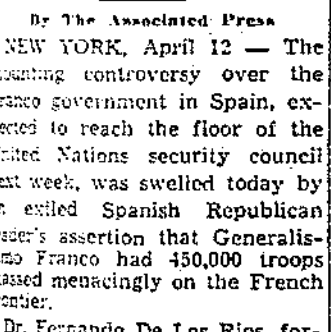 By The Associated Press
NEW YORK, April 12 — The
ounting controversy over the
ranco government in Spain, ex-
ected to reach the floor of the
nited Nations security council
ext week, was swelled today by
n exiled Spanish Republican
ader's assertion that Generalis-
mo Franco had 450,000 troops
assed menacingly on the French
ontier.
Dr. Fernando De Los Rios, for-